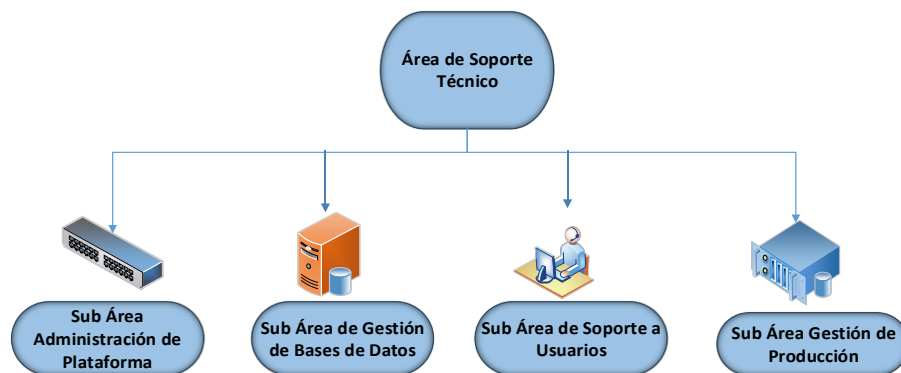 Área de Soporte
Técnico
Sub Área
Administración de
Plataforma
Sub Área de Gestión
de Bases de Datos
Sub Área de Soporte a
Usuarios
Sub Área Gestión de
Producción